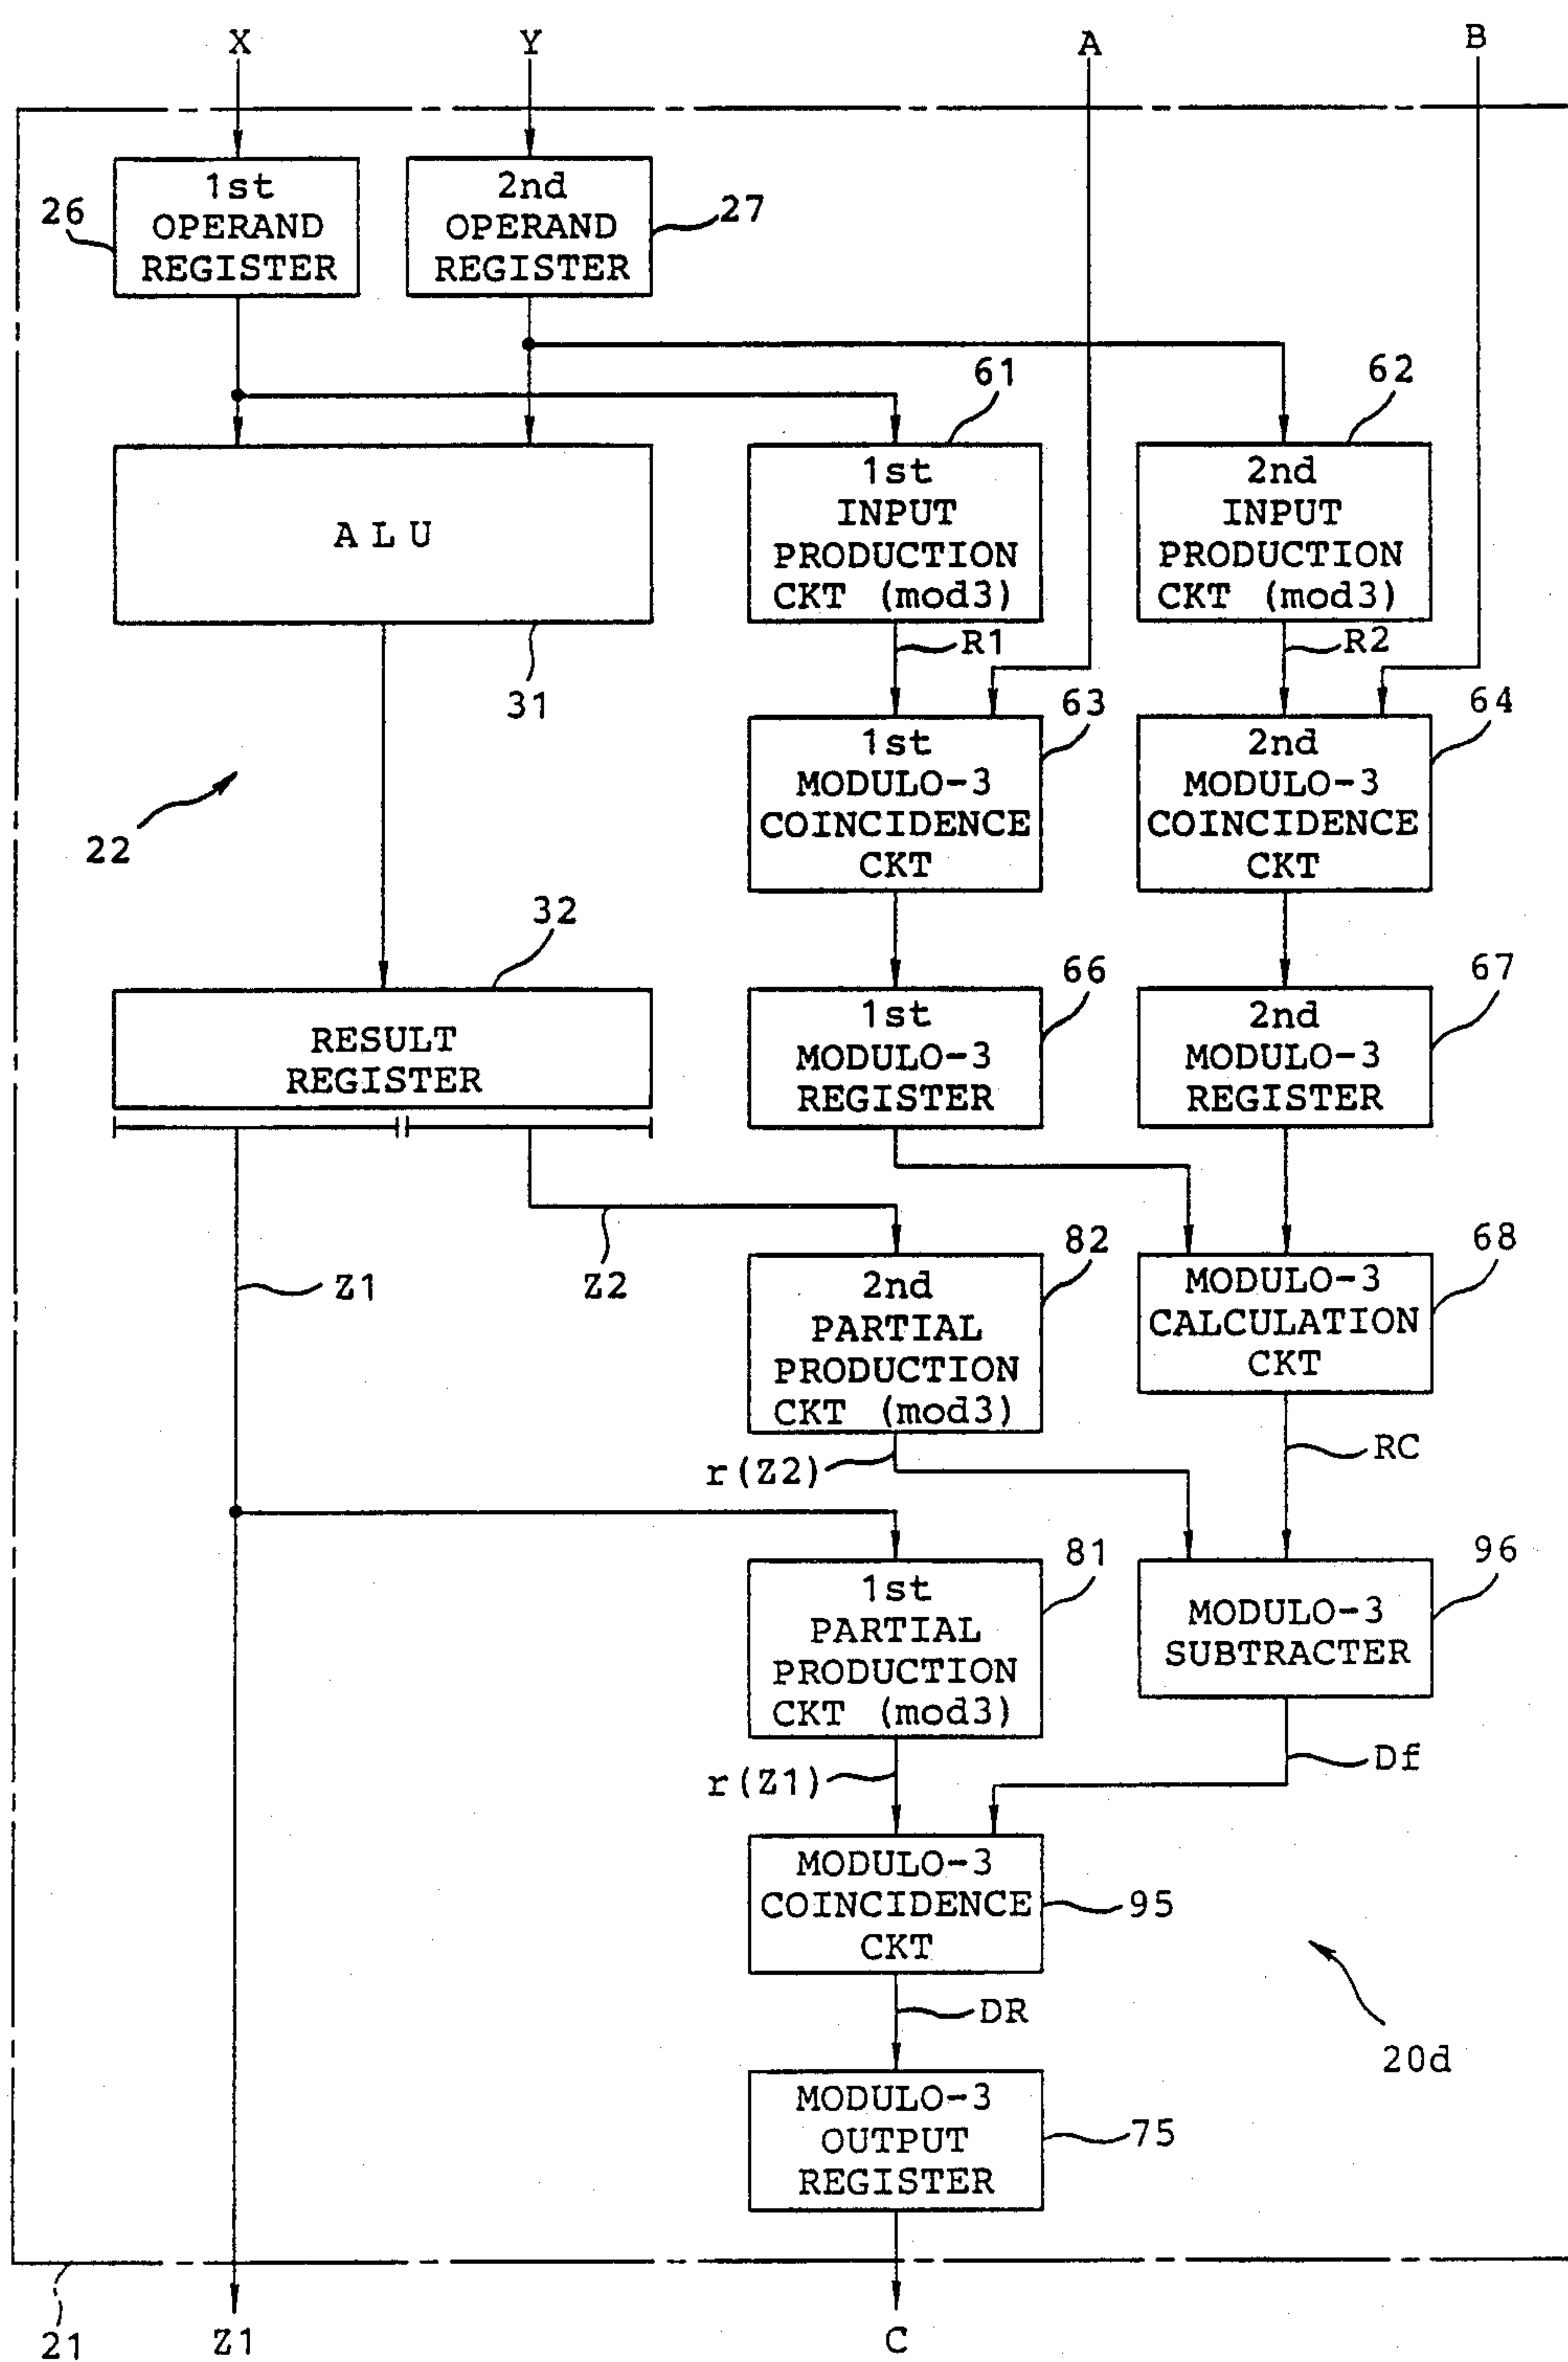 X
Y
A
B
1st
OPERAND
REGISTER
26
2nd
OPERAND
REGISTER
27
61
62
ALU
31
1st
INPUT
PRODUCTION
CKT (mod3)
2nd
INPUT
PRODUCTION
CKT (mod3)
R1
R2
63
64
1st
MODULO-3
COINCIDENCE
CKT
2nd
MODULO-3
COINCIDENCE
CKT
22
32
66
67
RESULT
REGISTER
1st
MODULO-3
REGISTER
2nd
MODULO-3
REGISTER
Z1
Z2
82
68
2nd
PARTIAL
PRODUCTION
CKT (mod3)
MODULO-3
CALCULATION
CKT
r(Z2)
RC
81
96
1st
PARTIAL
PRODUCTION
CKT (mod3)
MODULO-3
SUBTRACTER
r(Z1)
Df
MODULO-3
COINCIDENCE
CKT
95
DR
20d
MODULO-3
OUTPUT
REGISTER
75
21
Z1
C